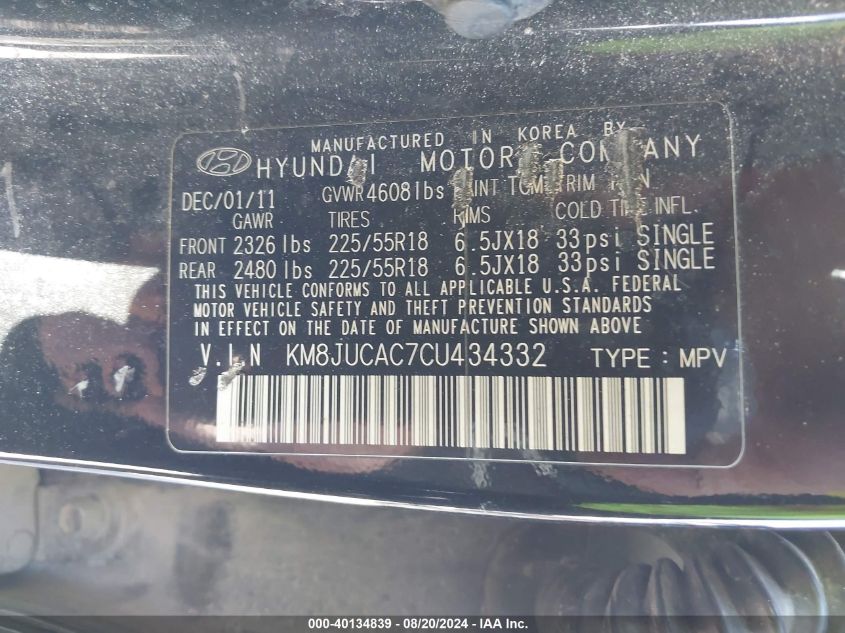 MANUFACTURED IN KOREA BY
HYUNDAI MOTOR COMPANY
DEC/01/11 GVWR 4608lbs PAINT TRIM
GAWR TIRES RIMS COLD TIRE INFL.
FRONT 2326 lbs 225/55R18 6.5JX18 33psi SINGLE
REAR 2480 lbs 225/55R18 6.5JX18 33psi SINGLE
THIS VEHICLE CONFORMS TO ALL APPLICABLE U.S.A. FEDERAL
MOTOR VEHICLE SAFETY AND THEFT PREVENTION STANDARDS
IN EFFECT ON THE DATE OF MANUFACTURE SHOWN ABOVE
V.I.N KM8JUCAC7CU434332 TYPE : MPV
000-40134839 - 08/20/2024 - IAA Inc.